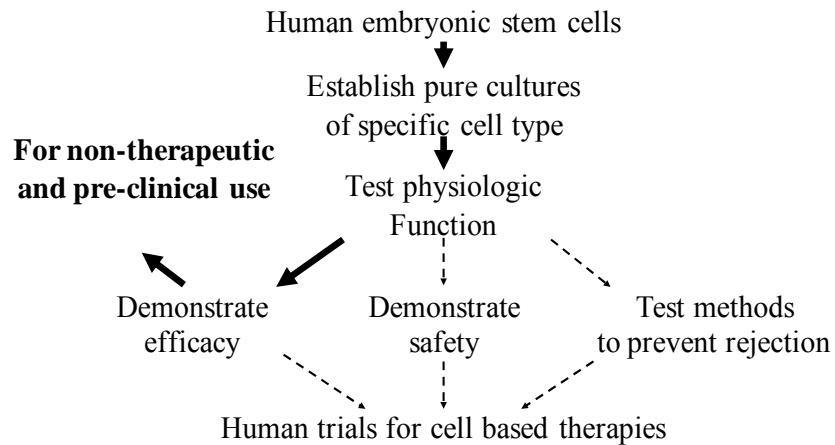 Human embryonic stem cells
Establish pure cultures
of specific cell type
For non-therapeutic
and pre-clinical use
Test physiologic
Function
Demonstrate
efficacy
Demonstrate
safety
Test methods
to prevent rejection
Human trials for cell based therapies